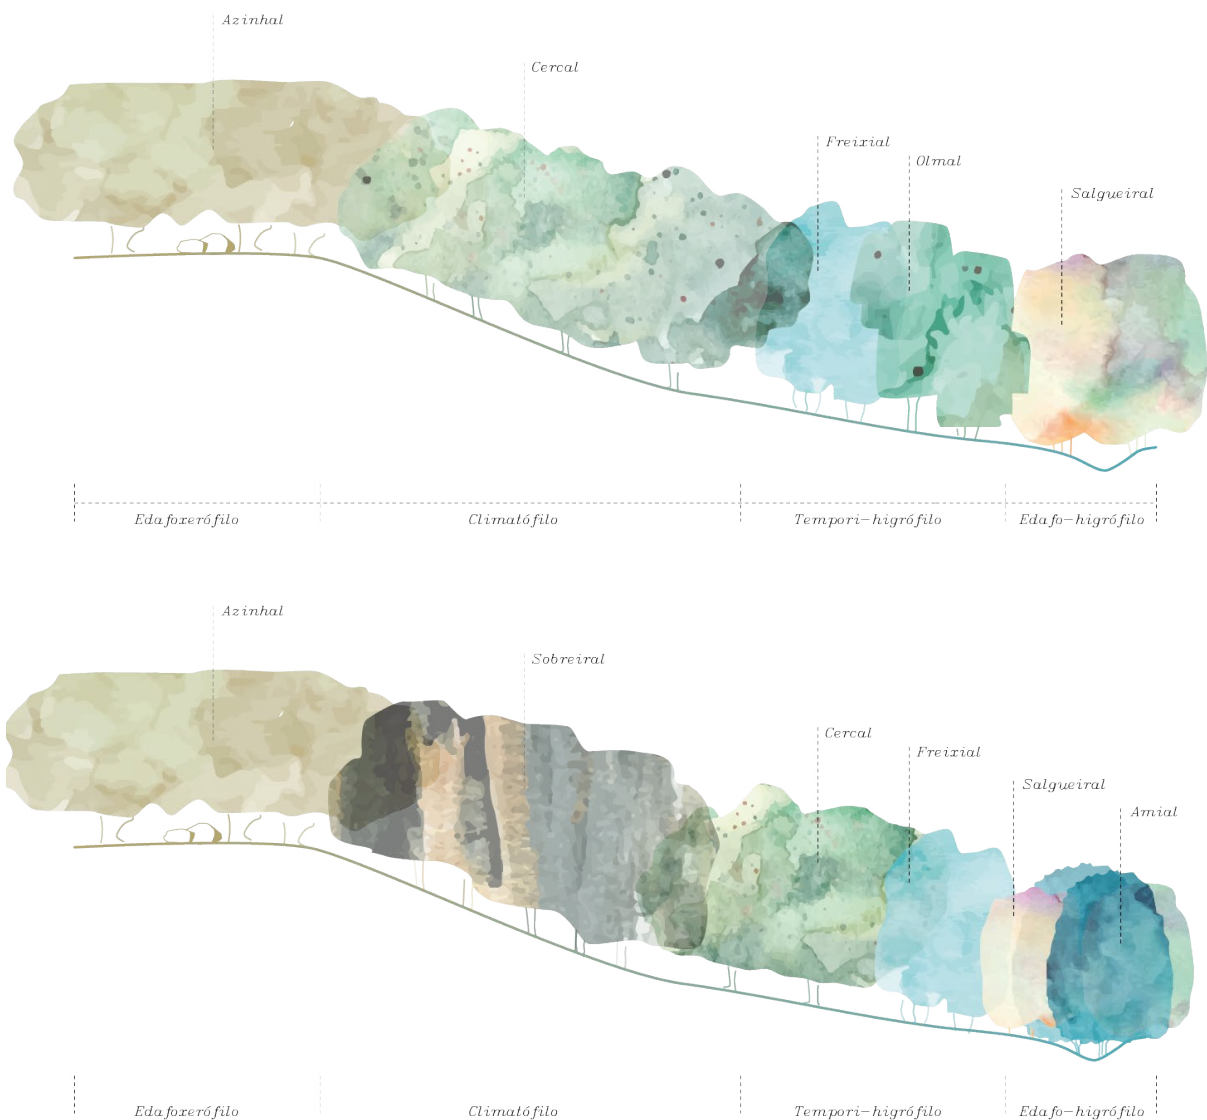 Azinhal
Cercal
Freixial
Olmal
Salgueiral
Edafoxerófilo
Climatófilo
Tempori-higrófilo
Edafo-higrófilo
Azinhal
Sobreiral
Cercal
Freixial
Salgueiral
Amial
Edafoxerófilo
Climatófilo
Tempori-higrófilo
Edafo-higrófilo